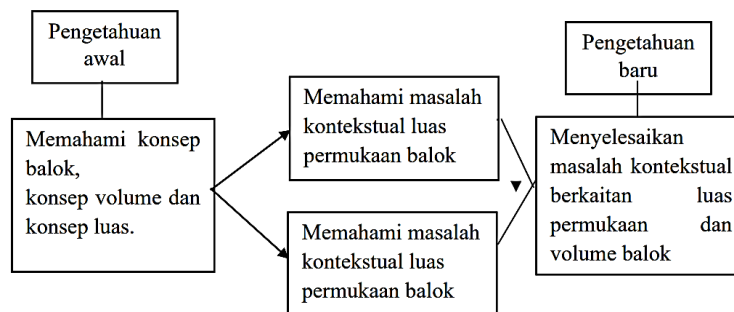 Pengetahuan
awal
Pengetahuan
baru
Memahami konsep
balok,
konsep volume dan
konsep luas.
Memahami masalah
kontekstual luas
permukaan balok
Memahami masalah
kontekstual luas
permukaan balok
Menyelesaikan
masalah kontekstual
berkaitan luas
permukaan dan
volume balok